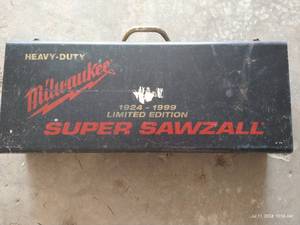 HEAVY-DUTY
Milwaukee
1924 - 1999
LIMITED EDITION
SUPER SAWZALL